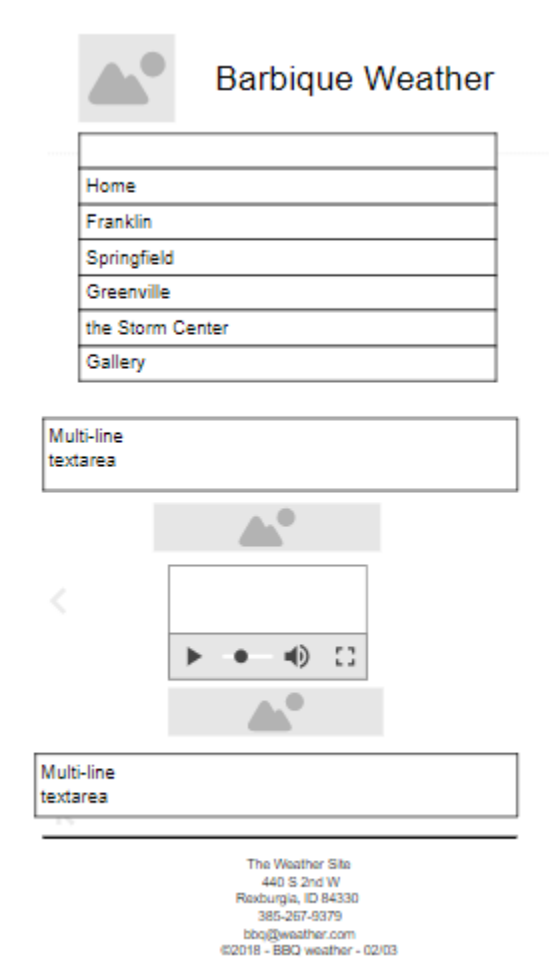 Barbique Weather
Home
Franklin
Springfield
Greenville
the Storm Center
Gallery
Multi-line
textarea
Multi-line
textarea
The Weather Site
440 S 2nd W
Rexburgia, ID 84330
385-267-9379
bbq@weather.com
©2018 - BBQ weather - 02/03